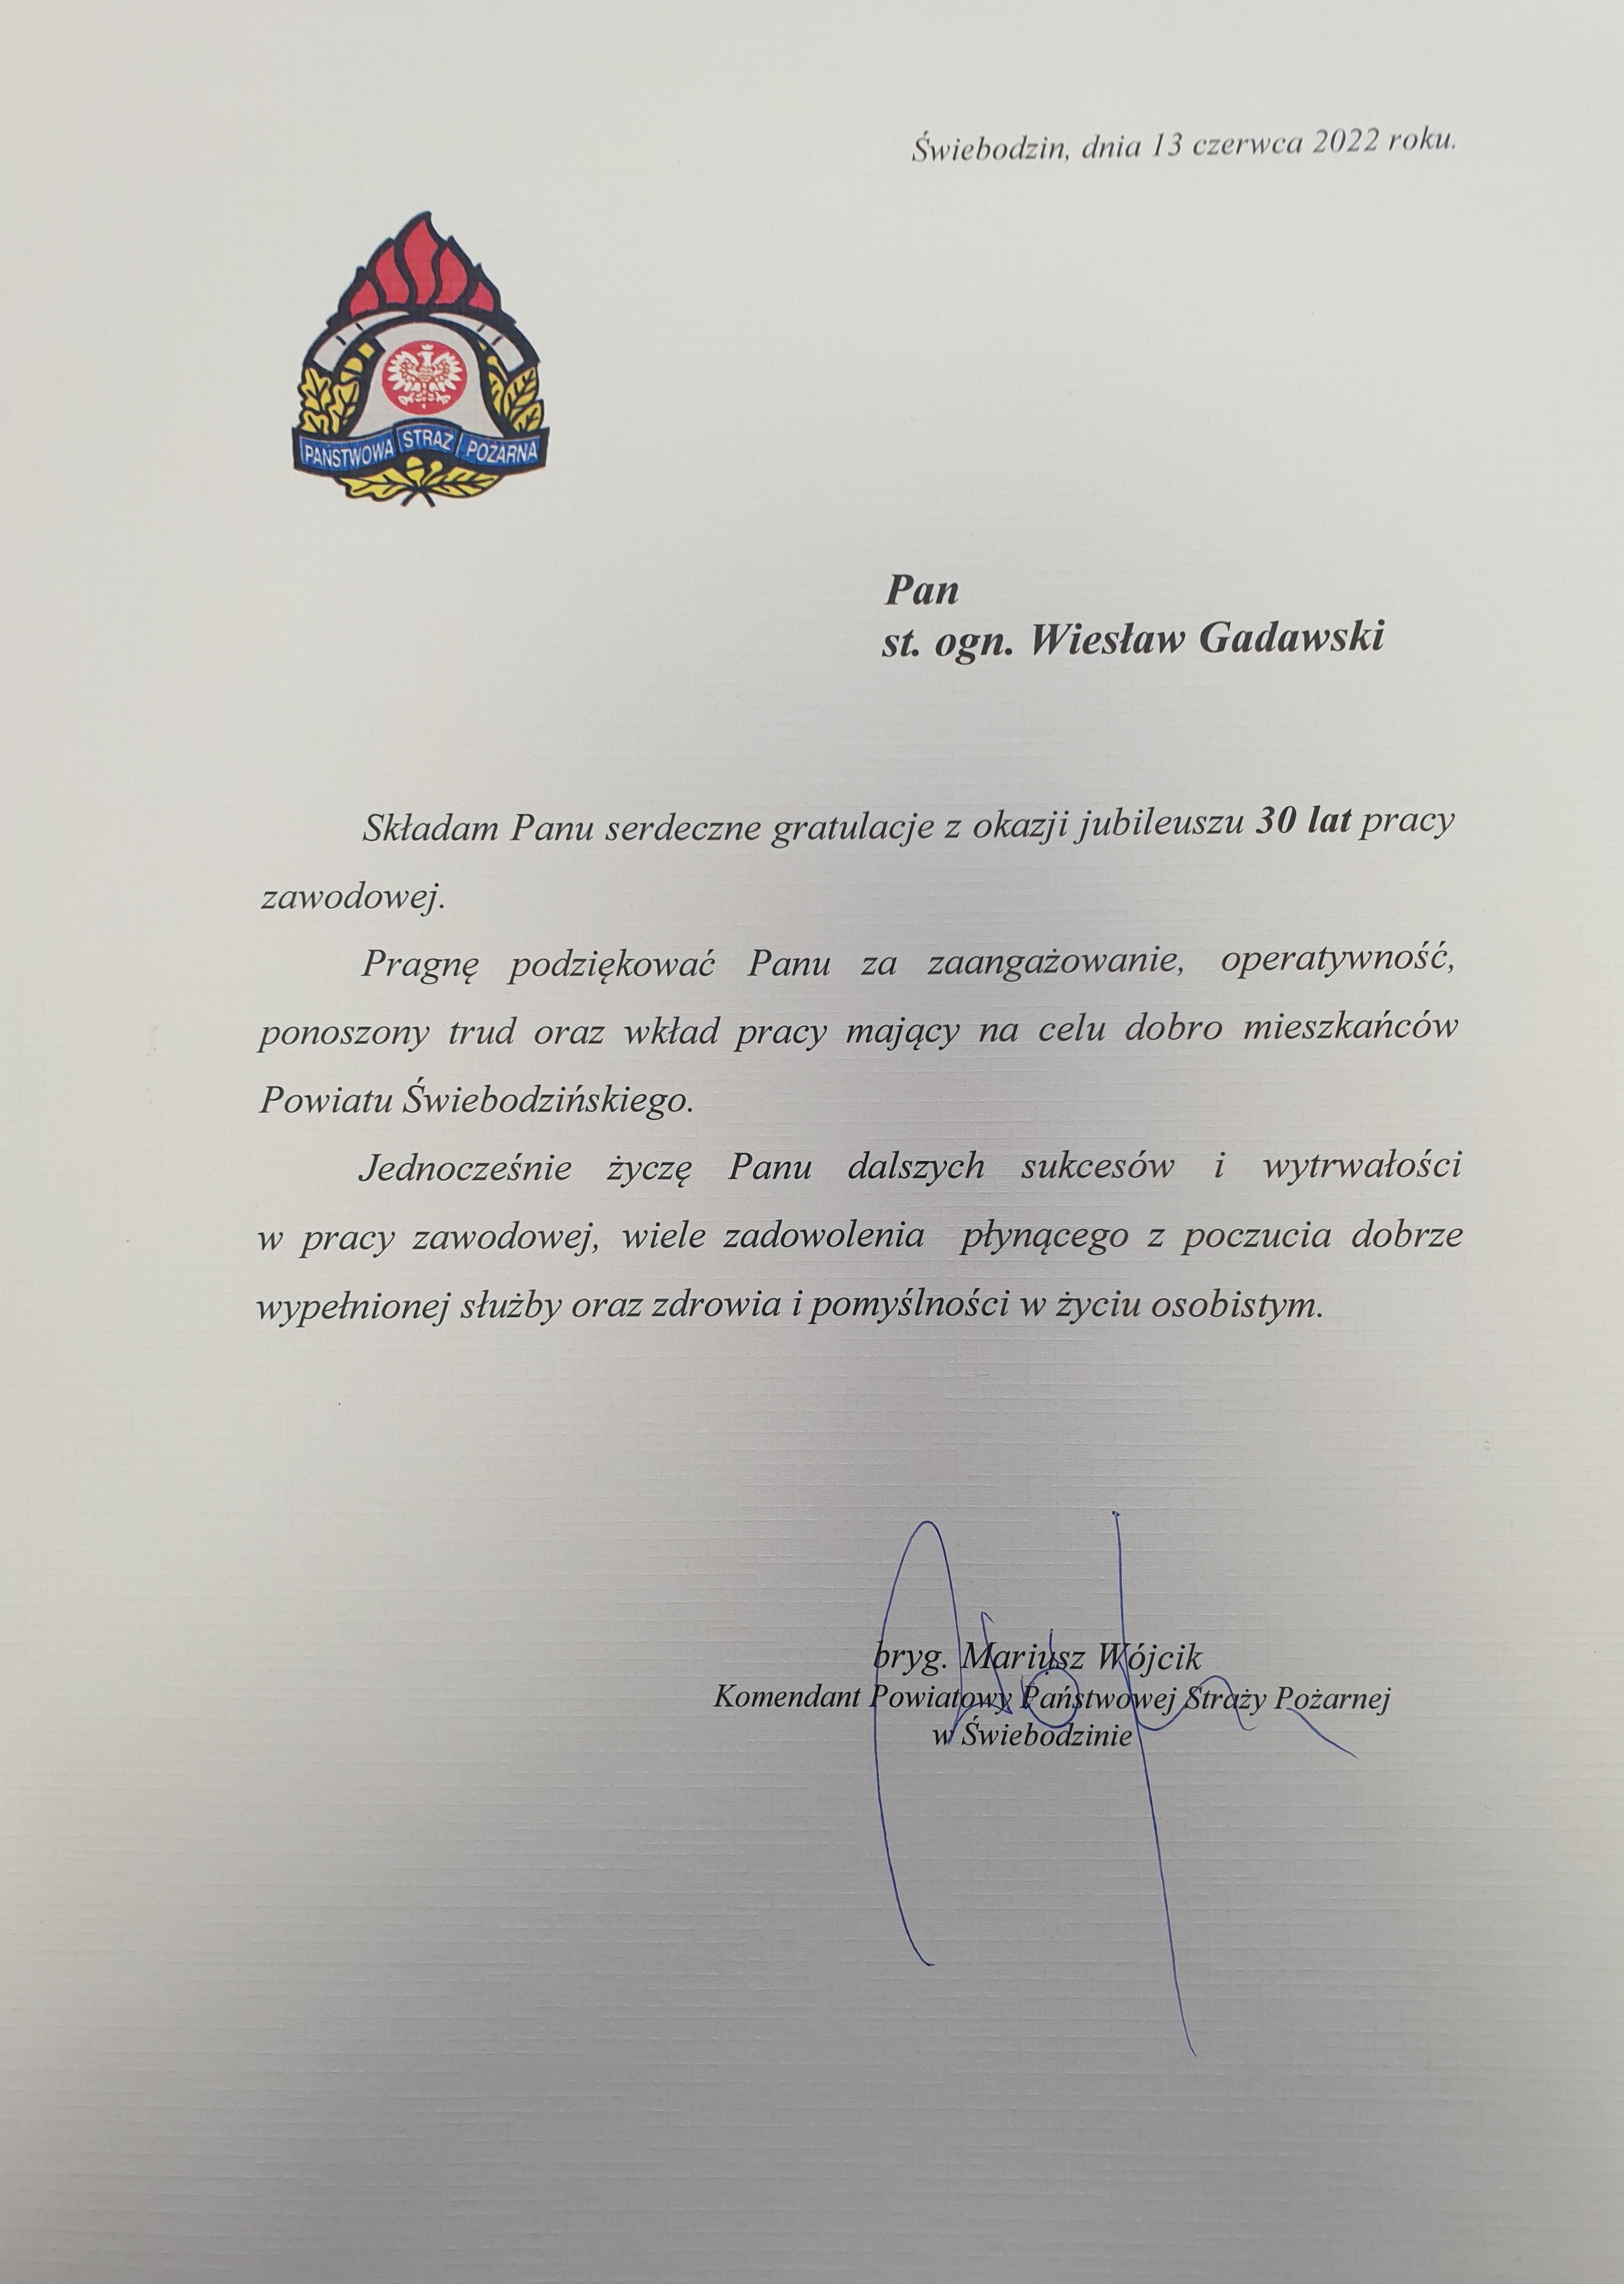 Świebodzin, dnia 13 czerwca 2022 roku.
PAŃSTWOWA STRAŻ POŻARNA
Pan
st. ogn. Wiesław Gadawski
Składam Panu serdeczne gratulacje z okazji jubileuszu 30 lat pracy
zawodowej.
Pragnę podziękować Panu za zaangażowanie, operatywność,
ponoszony trud oraz wkład pracy mający na celu dobro mieszkańców
Powiatu Świebodzińskiego.
Jednocześnie życzę Panu dalszych sukcesów i wytrwałości
w pracy zawodowej, wiele zadowolenia płynącego z poczucia dobrze
wypełnionej służby oraz zdrowia i pomyślności w życiu osobistym.
bryg. Mariusz Wójcik
Komendant Powiatowy Państwowej Straży Pożarnej
w Świebodzinie